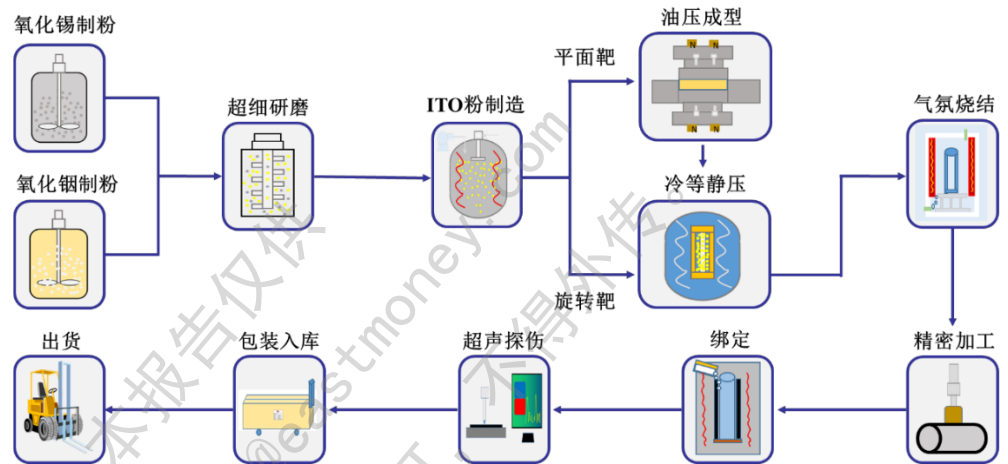 氧化锡制粉
油压成型
平面靶
超细研磨
ITO粉制造
气氛烧结
氧化铟制粉
冷等静压
旋转靶
出货
包装入库
超声探伤
绑定
精密加工
N N
N N
本报告仅供
@eastmoney.com
不得外传。